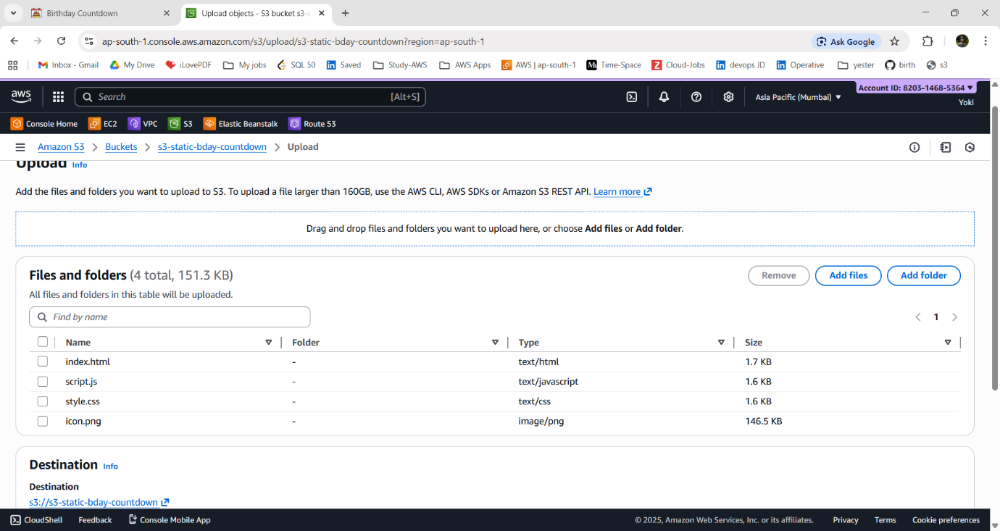 Birthday Countdown
Upload objects - S3 bucket s3-s
ap-south-1.console.aws.amazon.com/s3/upload/s3-static-bday-countdown?region=ap-south-1
Ask Google
Inbox - Gmail My Drive iLovePDF My jobs SQL 50 Saved Study-AWS AWS Apps AWS | ap-south-1 Time-Space Cloud-Jobs devops JD Operative yester birth s3
aws Search [Alt+S] Asia Pacific (Mumbai) Account ID: 8203-1468-5364
Yoki
Console Home EC2 VPC S3 Elastic Beanstalk Route 53
Amazon S3 > Buckets > s3-static-bday-countdown > Upload
Upload Info
Add the files and folders you want to upload to S3. To upload a file larger than 160GB, use the AWS CLI, AWS SDKs or Amazon S3 REST API. Learn more
Drag and drop files and folders you want to upload here, or choose Add files or Add folder.
Files and folders (4 total, 151.3 KB) Remove Add files Add folder
All files and folders in this table will be uploaded.
Find by name < 1 >
Name Folder Type Size
index.html - text/html 1.7 KB
script.js - text/javascript 1.6 KB
style.css - text/css 1.6 KB
icon.png - image/png 146.5 KB
Destination Info
Destination
s3://s3-static-bday-countdown
CloudShell Feedback Console Mobile App © 2025, Amazon Web Services, Inc. or its affiliates. Privacy Terms Cookie preferences